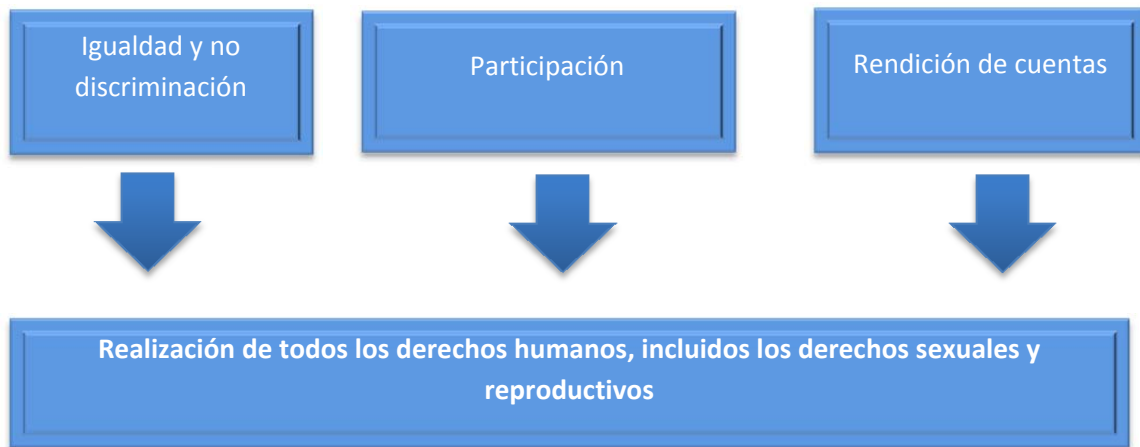 Igualdad y no
discriminación
Participación
Rendición de cuentas
Realización de todos los derechos humanos, incluidos los derechos sexuales y
reproductivos